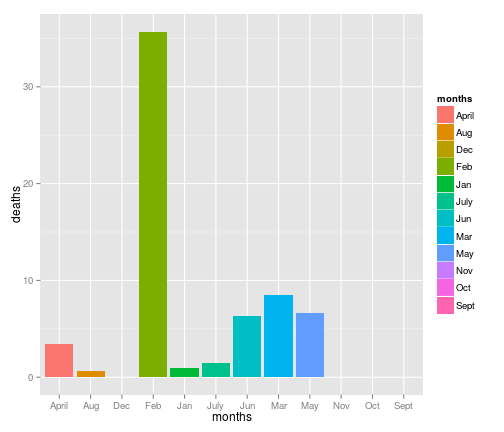 deaths
30
20
10
0
April Aug Dec Feb Jan July Jun Mar May Nov Oct Sept
months
months
April
Aug
Dec
Feb
Jan
July
Jun
Mar
May
Nov
Oct
Sept